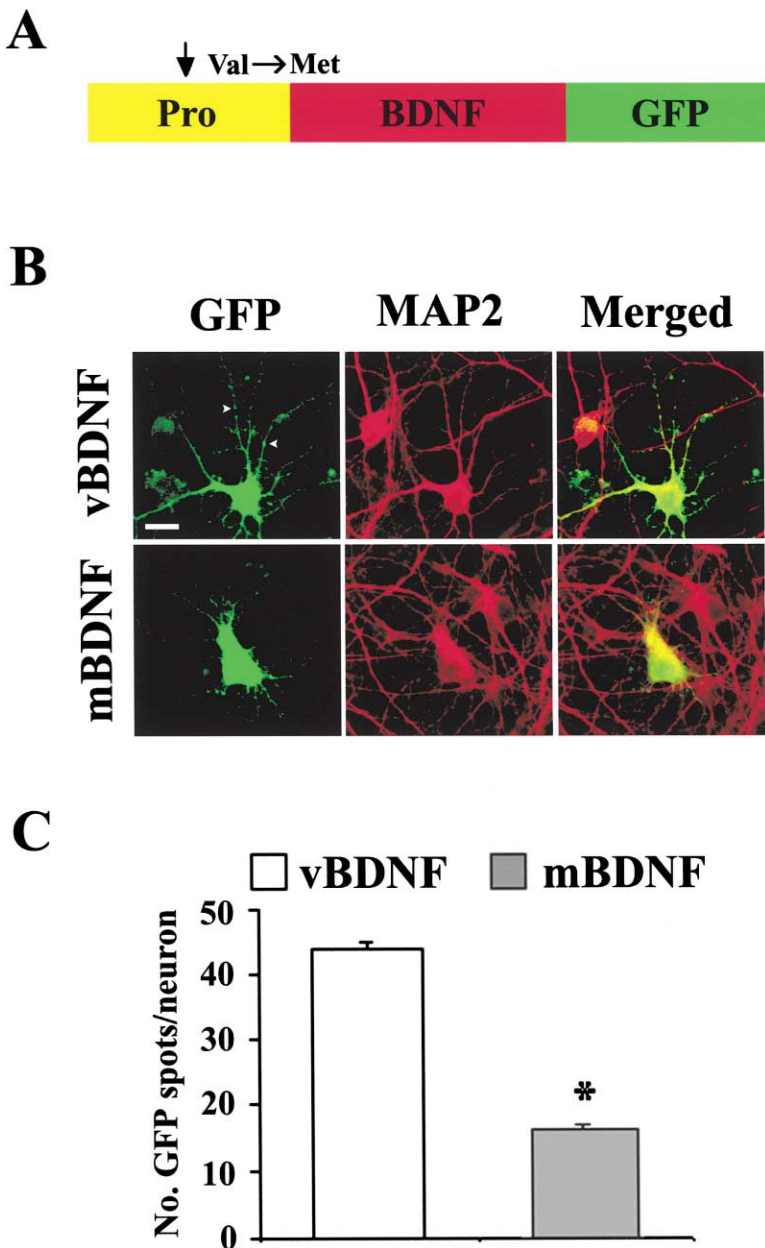 A
Val→Met
Pro BDNF GFP
B
GFP MAP2 Merged
vBDNF
mBDNF
C
vBDNF mBDNF
No. GFP spots/neuron
50
40
30
20
10
0
*